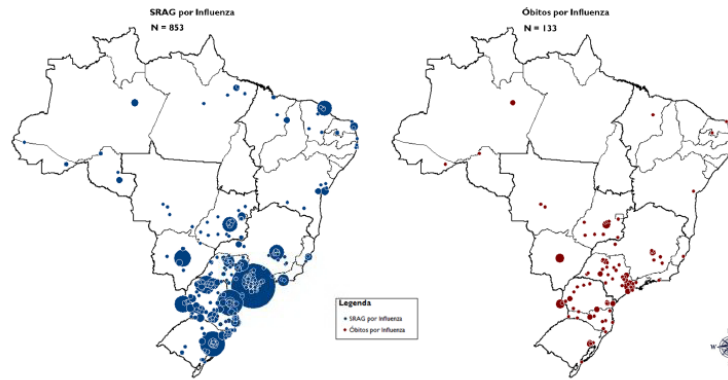 SRAG por Influenza
N = 853
Óbitos por Influenza
N = 133
Legenda
SRAG por Influenza
Óbitos por Influenza
W